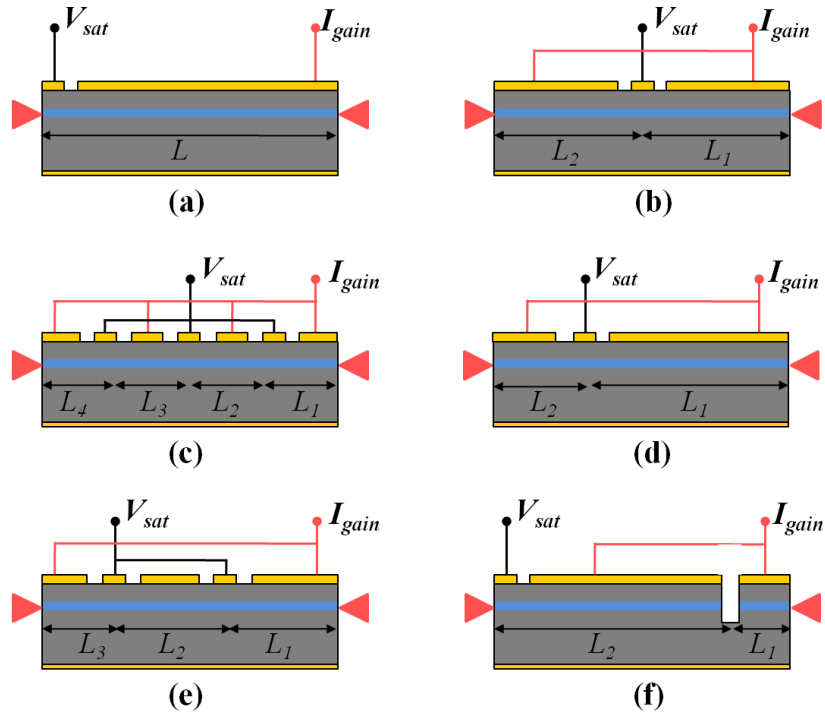 V_sat I_gain
L
(a)
V_sat I_gain
L_2 L_1
(b)
V_sat I_gain
L_4 L_3 L_2 L_1
(c)
V_sat I_gain
L_2 L_1
(d)
V_sat I_gain
L_3 L_2 L_1
(e)
V_sat I_gain
L_2 L_1
(f)